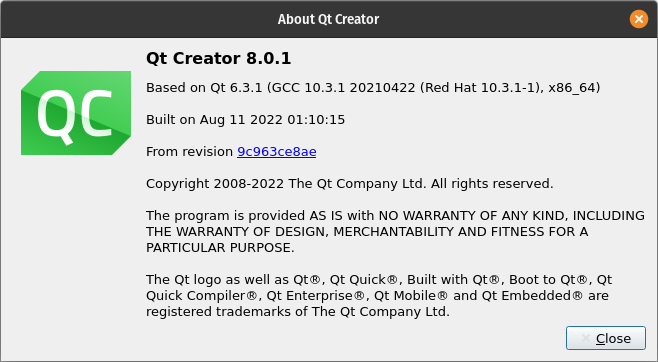 About Qt Creator
QC
Qt Creator 8.0.1
Based on Qt 6.3.1 (GCC 10.3.1 20210422 (Red Hat 10.3.1-1), x86_64)
Built on Aug 11 2022 01:10:15
From revision 9c963ce8ae
Copyright 2008-2022 The Qt Company Ltd. All rights reserved.
The program is provided AS IS with NO WARRANTY OF ANY KIND, INCLUDING
THE WARRANTY OF DESIGN, MERCHANTABILITY AND FITNESS FOR A
PARTICULAR PURPOSE.
The Qt logo as well as Qt®, Qt Quick®, Built with Qt®, Boot to Qt®, Qt
Quick Compiler®, Qt Enterprise®, Qt Mobile® and Qt Embedded® are
registered trademarks of The Qt Company Ltd.
Close